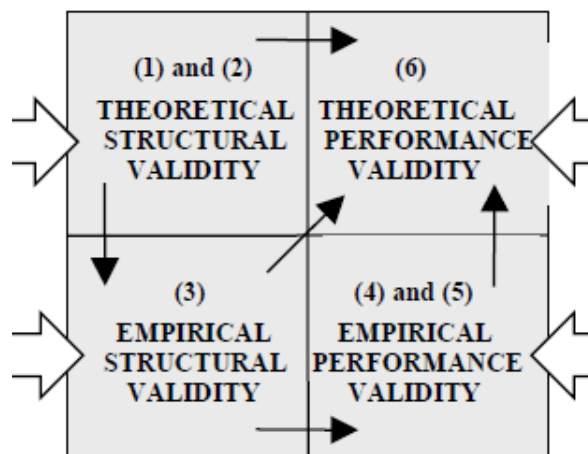 (1) and (2)
THEORETICAL
STRUCTURAL
VALIDITY
(6)
THEORETICAL
PERFORMANCE
VALIDITY
(3)
EMPIRICAL
STRUCTURAL
VALIDITY
(4) and (5)
EMPIRICAL
PERFORMANCE
VALIDITY